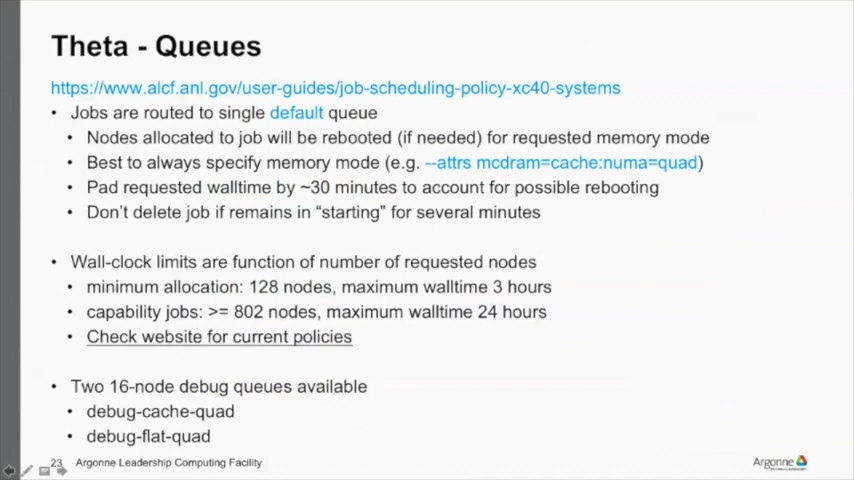 Theta - Queues
https://www.alcf.anl.gov/user-guides/job-scheduling-policy-xc40-systems
• Jobs are routed to single default queue
• Nodes allocated to job will be rebooted (if needed) for requested memory mode
• Best to always specify memory mode (e.g. --attrs mcdram=cache:numa=quad)
• Pad requested walltime by ~30 minutes to account for possible rebooting
• Don't delete job if remains in “starting” for several minutes
• Wall-clock limits are function of number of requested nodes
• minimum allocation: 128 nodes, maximum walltime 3 hours
• capability jobs: >= 802 nodes, maximum walltime 24 hours
• Check website for current policies
• Two 16-node debug queues available
• debug-cache-quad
• debug-flat-quad
23 Argonne Leadership Computing Facility
Argonne